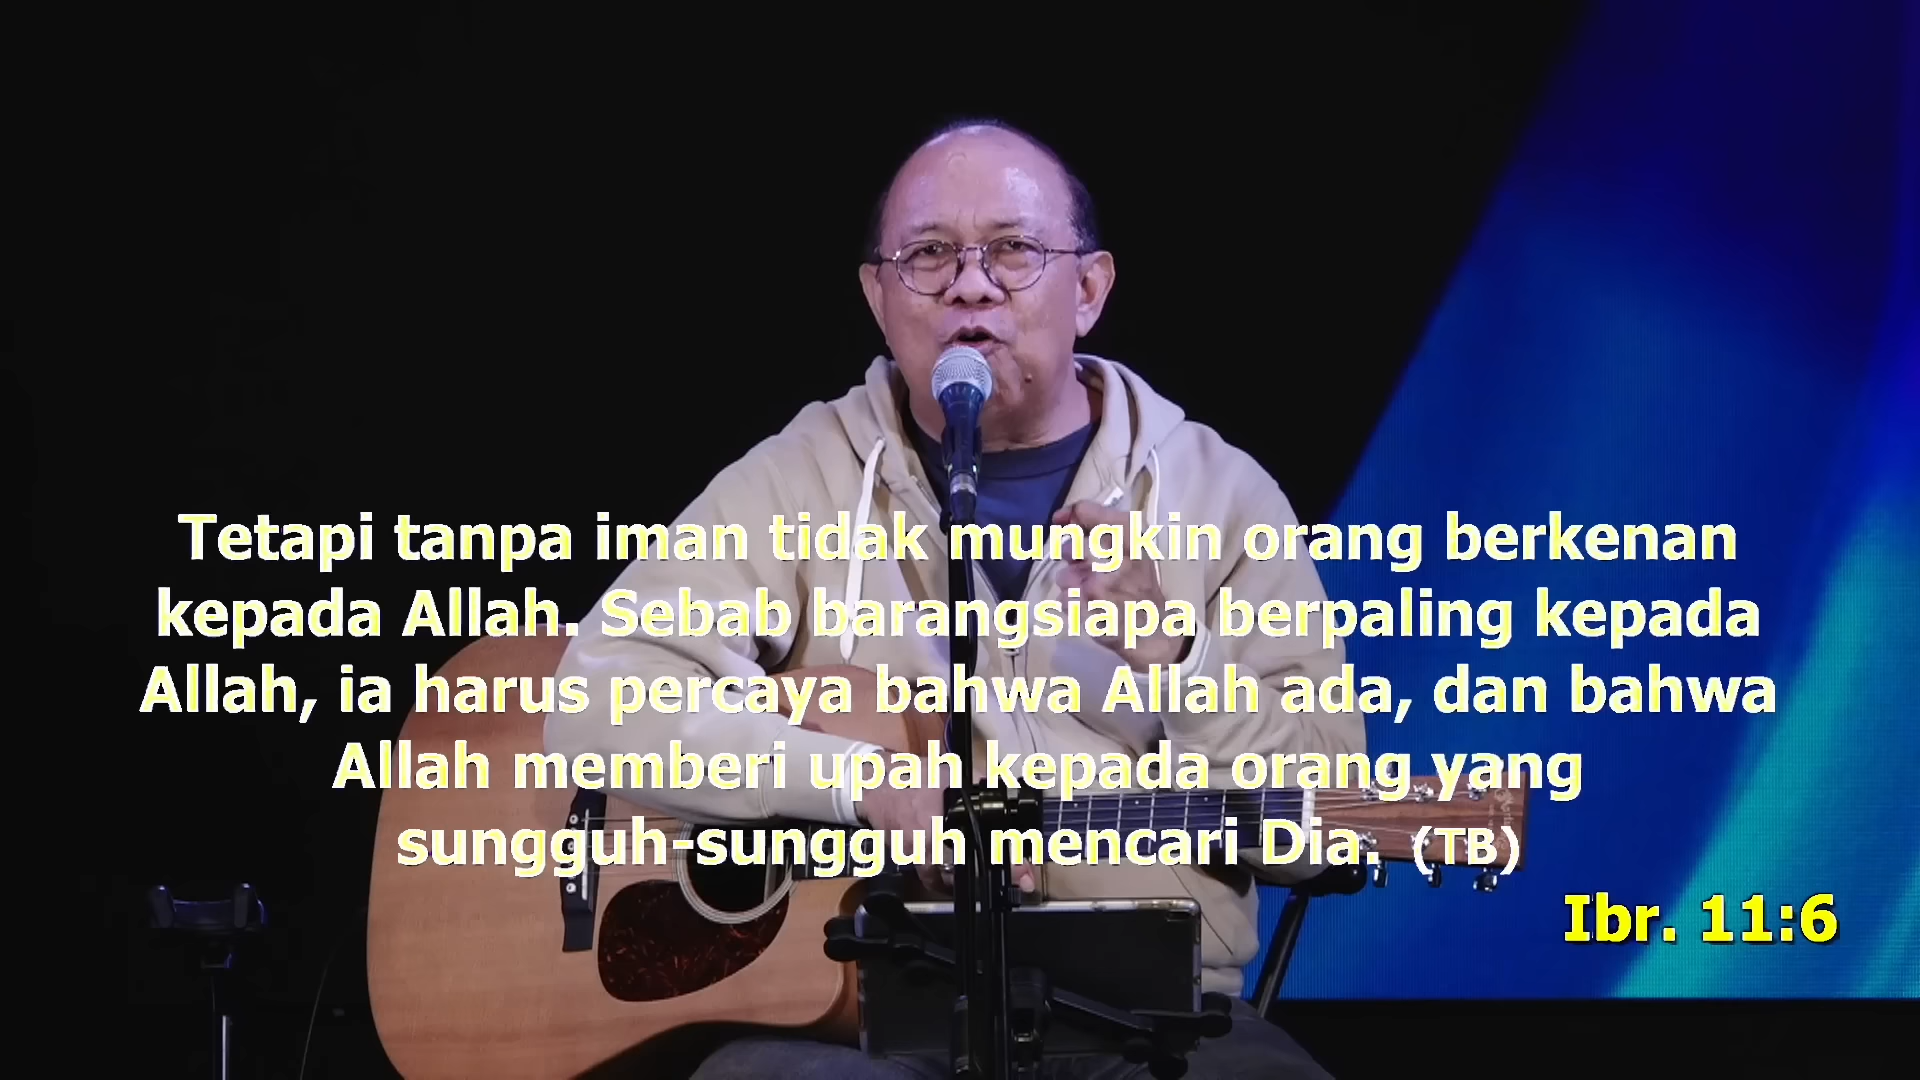 Tetapi tanpa iman tidak mungkin orang berkenan
kepada Allah. Sebab barangsiapa berpaling kepada
Allah, ia harus percaya bahwa Allah ada, dan bahwa
Allah memberi upah kepada orang yang
sungguh-sungguh mencari Dia. (TB)
Ibr. 11:6